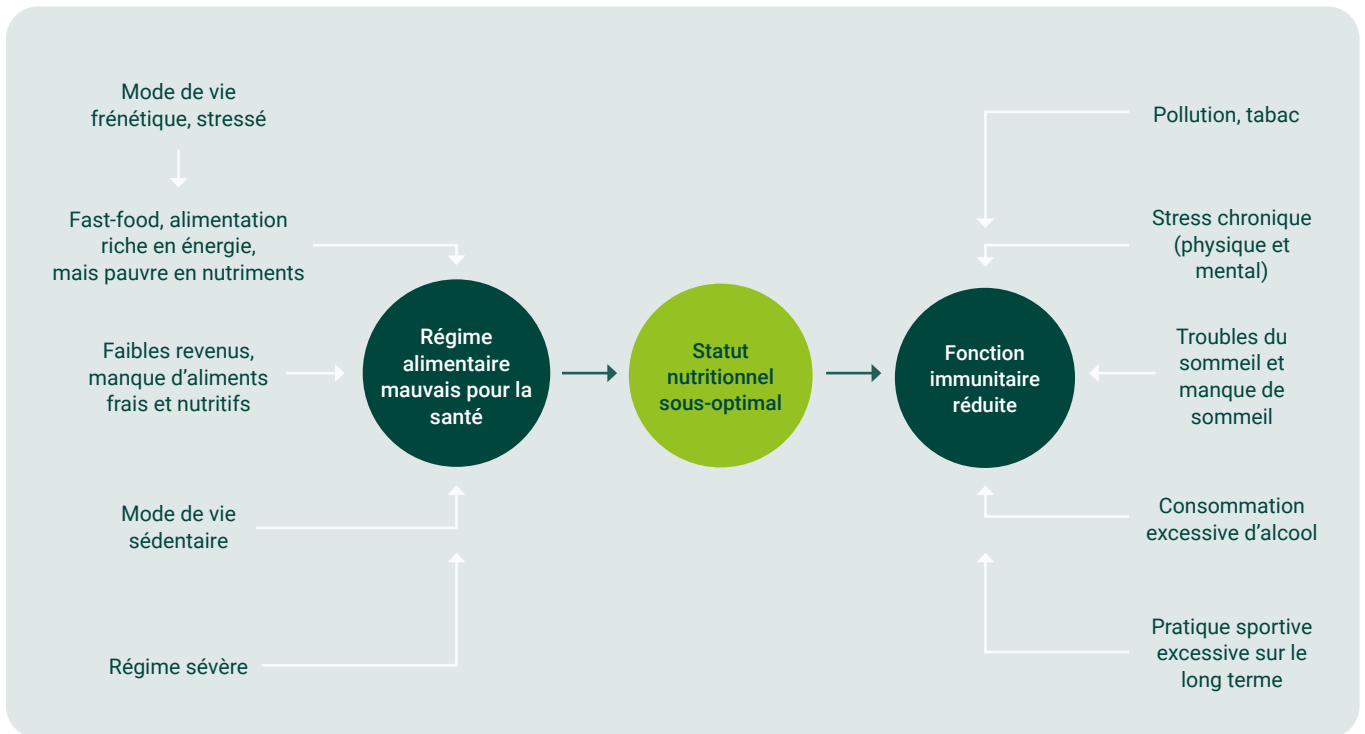 Mode de vie
frénétique, stressé
Fast-food, alimentation
riche en énergie,
mais pauvre en nutriments
Faibles revenus,
manque d’aliments
frais et nutritifs
Mode de vie
sédentaire
Régime sévère
Régime
alimentaire
mauvais pour la
santé
Statut
nutritionnel
sous-optimal
Fonction
immunitaire
réduite
Pollution, tabac
Stress chronique
(physique et
mental)
Troubles du
sommeil et
manque de
sommeil
Consommation
excessive d’alcool
Pratique sportive
excessive sur le
long terme